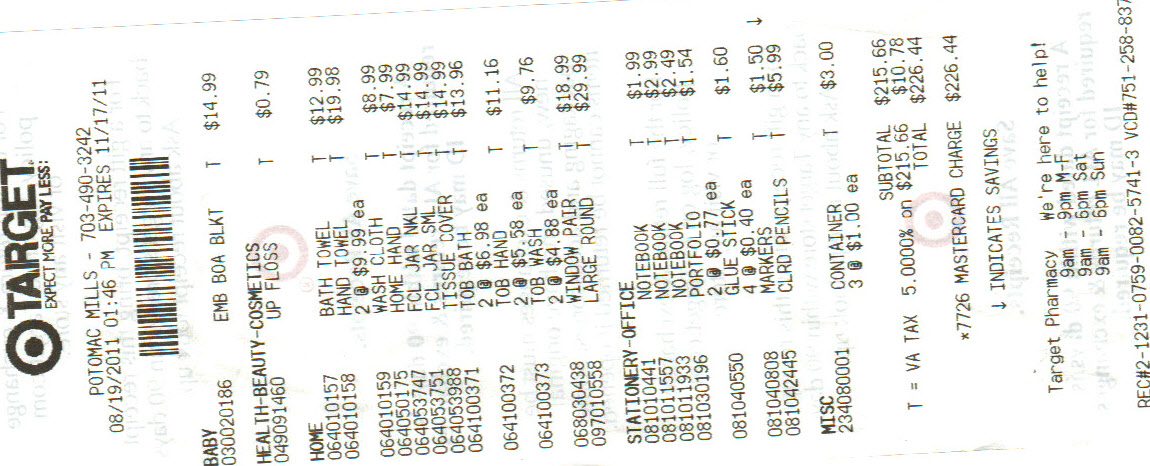 TARGET
EXPECT MORE. PAY LESS.®
POTOMAC MILLS - 703-490-3242
08/19/2011 01:46 PM EXPIRES 11/17/11
BABY
030020186 EMB BOA BLKT T $14.99
HEALTH-BEAUTY-COSMETICS
049091460 UP FLOSS T $0.79
HOME
064010157 BATH TOWEL T $12.99
064010158 HAND TOWEL T $19.98
2 @ $9.99 ea
064010159 WASH CLOTH T $8.99
064050175 HOME HAND T $7.99
064053747 FCL JAR NKL T $14.99
064053751 FCL JAR SML T $14.99
064053988 TISSUE COVER T $14.99
064100371 TOB BATH T $13.96
2 @ $6.98 ea
064100372 TOB HAND T $11.16
2 @ $5.58 ea
064100373 TOB WASH T $9.76
2 @ $4.88 ea
068030438 WINDOW PAIR T $18.99
097010558 LARGE ROUND T $29.99
STATIONERY-OFFICE
081010441 NOTEBOOK T $1.99
081011557 NOTEBOOK T $2.99
081011933 NOTEBOOK T $2.49
081030196 PORTFOLIO T $1.54
2 @ $0.77 ea
081040550 GLUE STICK T $1.60
4 @ $0.40 ea
081040808 MARKERS T $1.50 ↓
081042445 CLRD PENCILS T $5.99
MISC
234080001 CONTAINER T $3.00
3 @ $1.00 ea
SUBTOTAL $215.66
T = VA TAX 5.0000% on $215.66 $10.78
TOTAL $226.44
*7726 MASTERCARD CHARGE $226.44
↓ INDICATES SAVINGS
Target Pharmacy We're here to help!
9am - 9pm M-F
9am - 6pm Sat
9am - 6pm Sun
REC#2-1231-0759-0082-5741-3 VCD#751-258-837